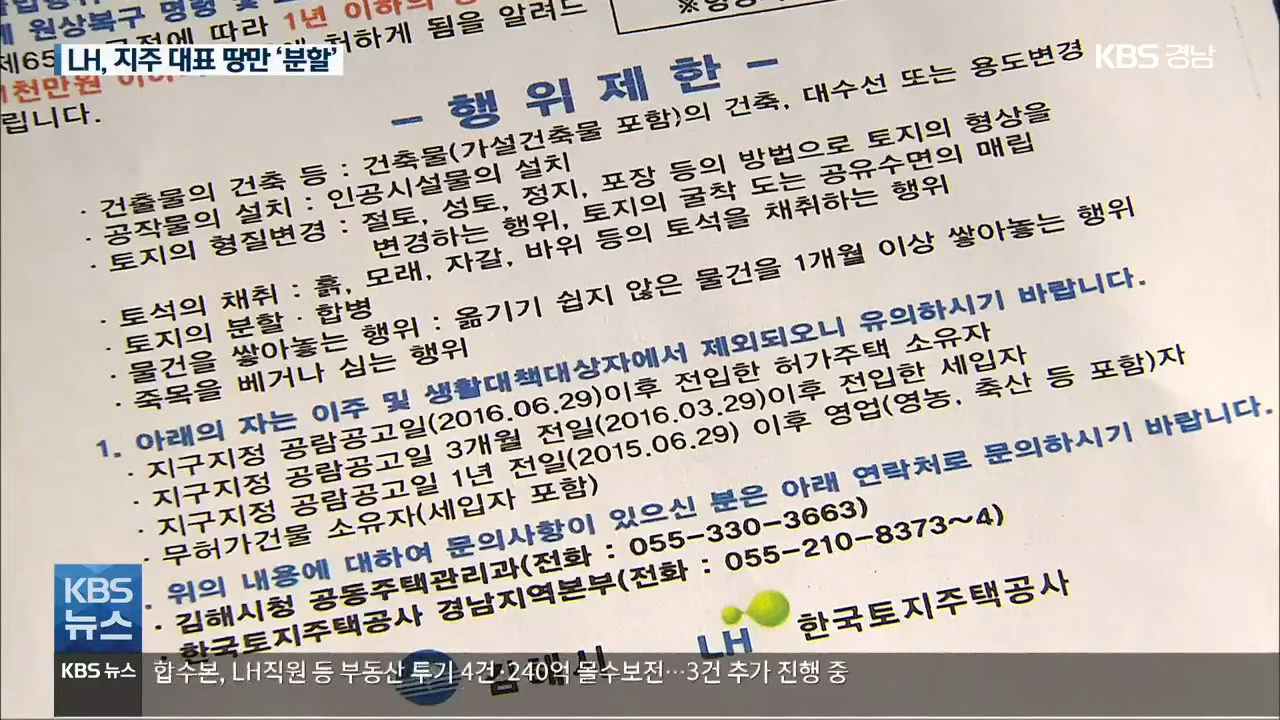 게 원상복구 명령 및
제65
정에 따라 1년 이하의
처하게 됨을 알려드
1천만원 이하
립니다.
LH, 지주 대표 땅만 ‘분할’
KBS 경남
- 행 위 제 한 -
· 건출물의 건축 등 : 건축물(가설건축물 포함)의 건축, 대수선 또는 용도변경
· 공작물의 설치 : 인공시설물의 설치
· 토지의 형질변경 : 절토, 성토, 정지, 포장 등의 방법으로 토지의 형상을
변경하는 행위, 토지의 굴착 도는 공유수면의 매립
· 토석의 채취 : 흙, 모래, 자갈, 바위 등의 토석을 채취하는 행위
· 토지의 분할 · 합병
· 물건을 쌓아놓는 행위 : 옮기기 쉽지 않은 물건을 1개월 이상 쌓아놓는 행위
· 죽목을 베거나 심는 행위
1. 아래의 자는 이주 및 생활대책대상자에서 제외되오니 유의하시기 바랍니다.
· 지구지정 공람공고일(2016.06.29)이후 전입한 허가주택 소유자
· 지구지정 공람공고일 3개월 전일(2016.03.29)이후 전입한 세입자
· 지구지정 공람공고일 1년 전일(2015.06.29) 이후 영업(영농, 축산 등 포함)자
· 무허가건물 소유자(세입자 포함)
. 위의 내용에 대하여 문의사항이 있으신 분은 아래 연락처로 문의하시기 바랍니다.
· 김해시청 공동주택관리과(전화 : 055-330-3663)
· 한국토지주택공사 경남지역본부(전화 : 055-210-8373~4)
김해시 LH 한국토지주택공사
KBS 뉴스
KBS 뉴스 합수본, LH직원 등 부동산 투기 4건·240억 몰수보전…3건 추가 진행 중